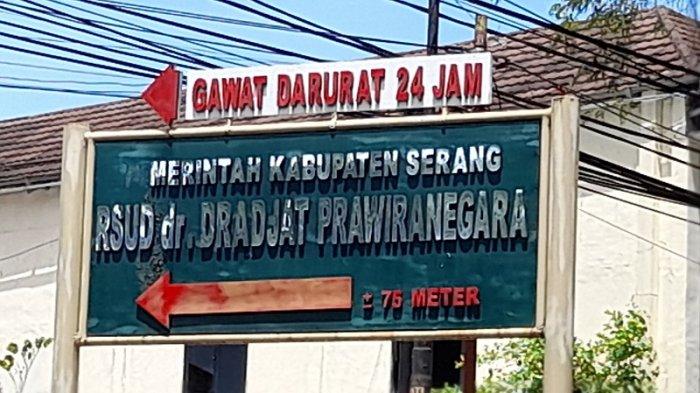 GAWAT DARURAT 24 JAM
MERINTAH KABUPATEN SERANG
RSUD dr. DRADJAT PRAWIRANEGARA
± 75 METER